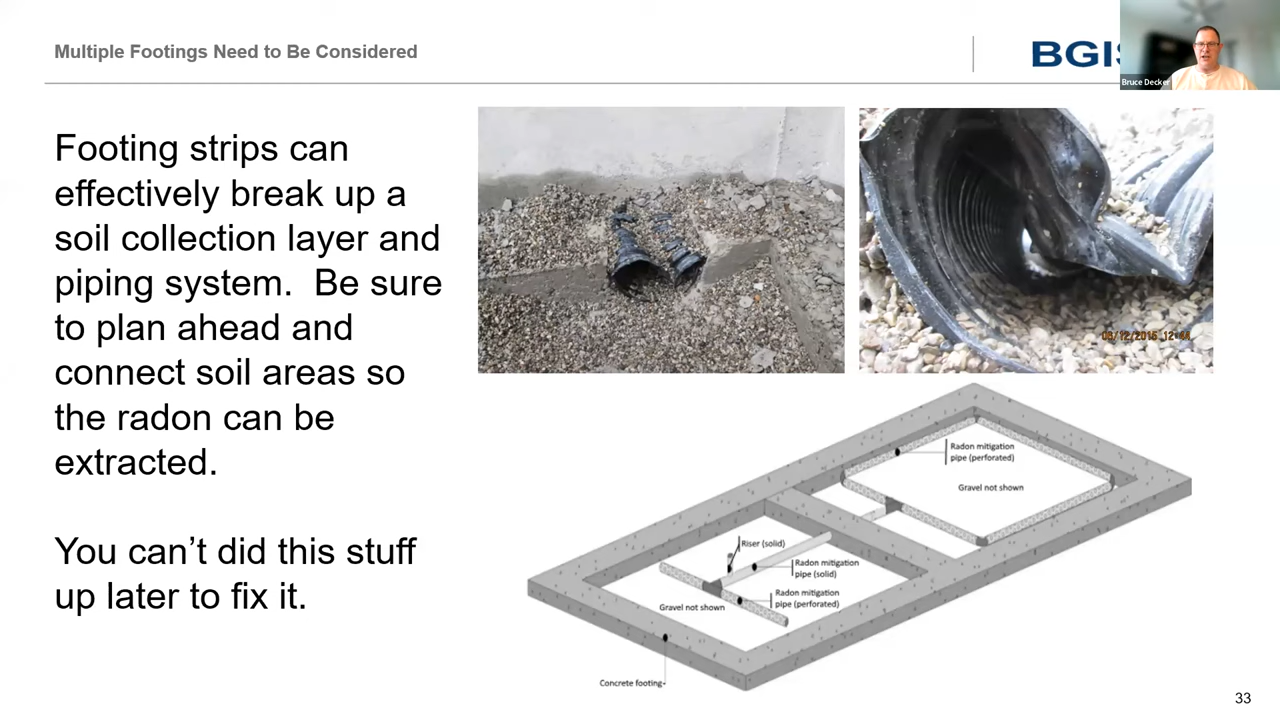 Multiple Footings Need to Be Considered
BGIS
Bruce Decker
Footing strips can
effectively break up a
soil collection layer and
piping system.  Be sure
to plan ahead and
connect soil areas so
the radon can be
extracted.
You can’t did this stuff
up later to fix it.
Radon mitigation
pipe (perforated)
Gravel not shown
Riser (solid)
Radon mitigation
pipe (solid)
Radon mitigation
pipe (perforated)
Gravel not shown
Concrete footing
33